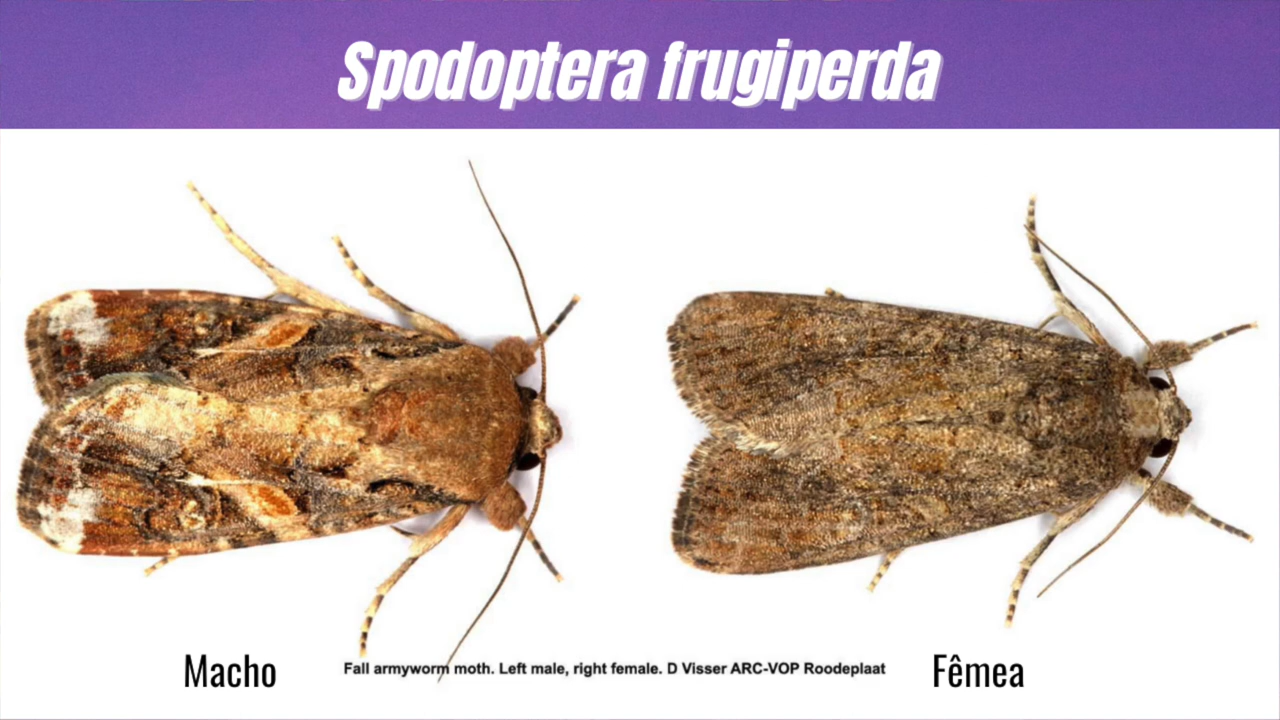 Spodoptera frugiperda
Macho
Fall armyworm moth. Left male, right female. D Visser ARC-VOP Roodeplaat
Fêmea